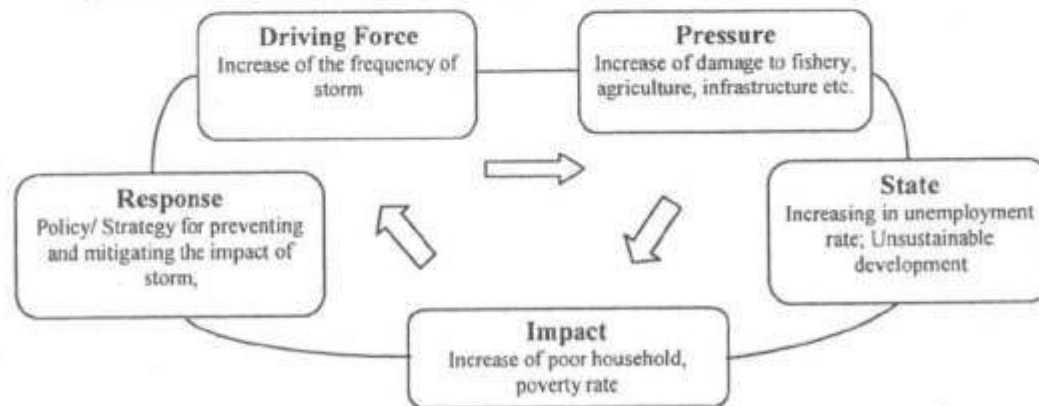 Driving Force
Increase of the frequency of
storm
Pressure
Increase of damage to fishery,
agriculture, infrastructure etc.
Response
Policy/ Strategy for preventing
and mitigating the impact of
storm,
State
Increasing in unemployment
rate; Unsustainable
development
Impact
Increase of poor household,
poverty rate